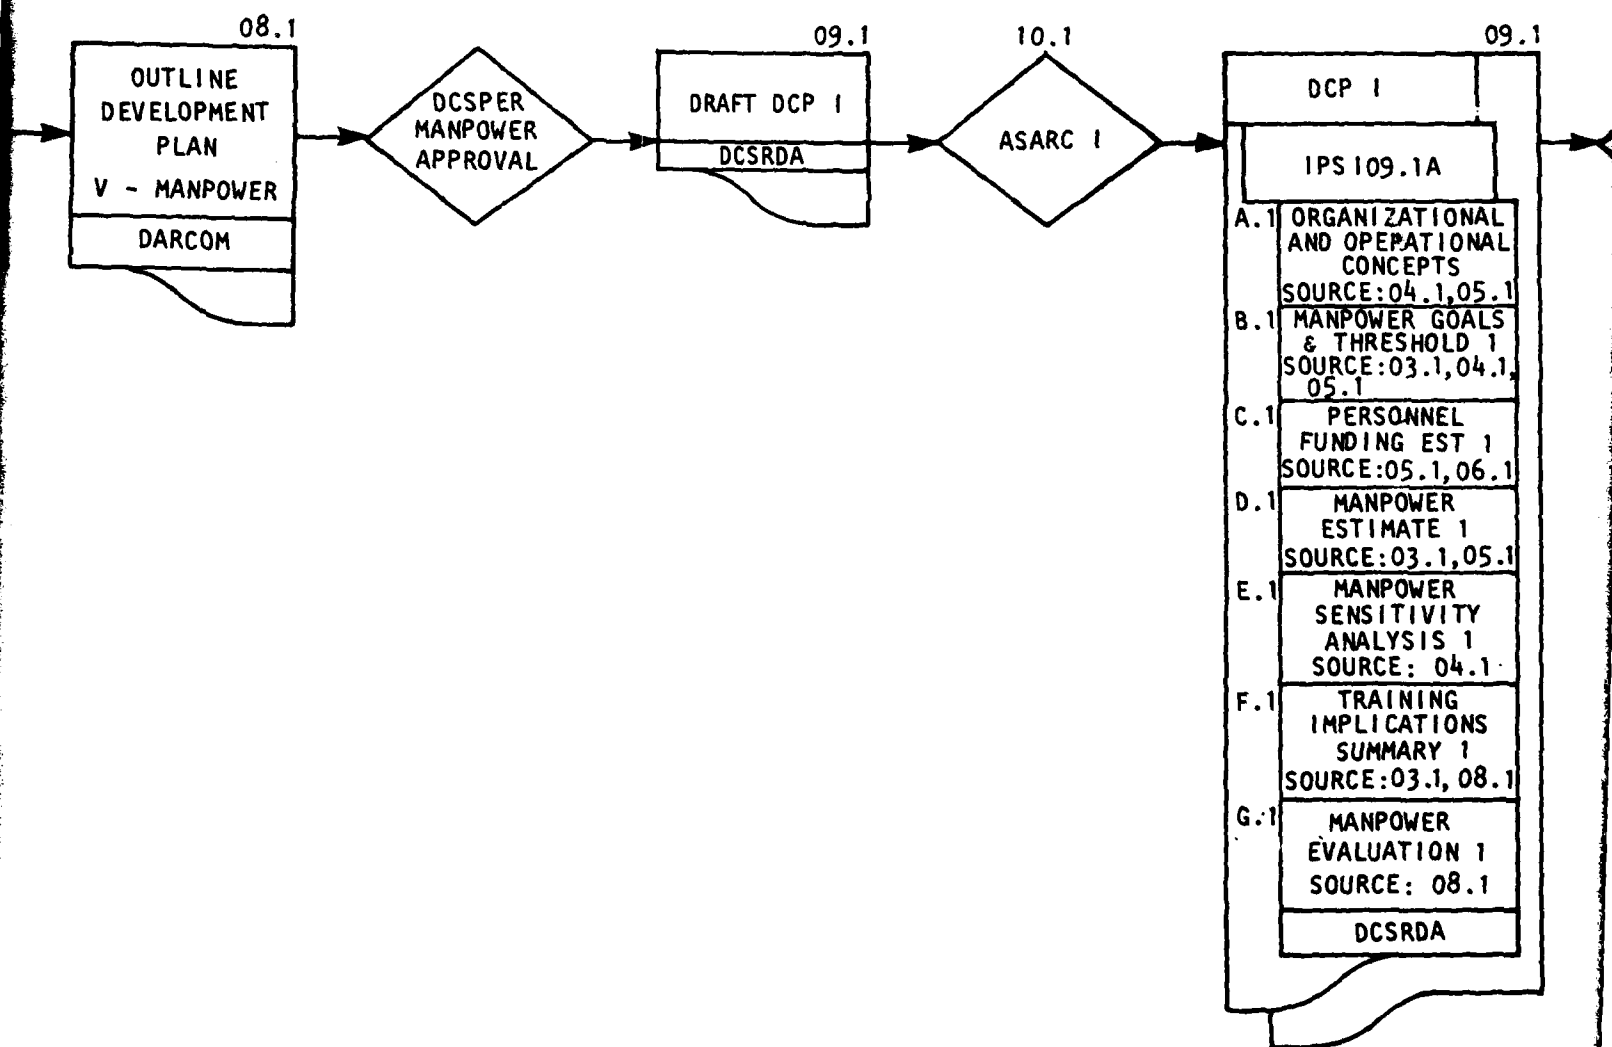 08.1
OUTLINE
DEVELOPMENT
PLAN
V - MANPOWER
DARCOM
DCSPER
MANPOWER
APPROVAL
09.1
DRAFT DCP I
DCSRDA
10.1
ASARC I
09.1
DCP I
IPS I09.1A
A.1 ORGANIZATIONAL
AND OPERATIONAL
CONCEPTS
SOURCE:04.1,05.1
B.1 MANPOWER GOALS
& THRESHOLD 1
SOURCE:03.1,04.1,
05.1
C.1 PERSONNEL
FUNDING EST 1
SOURCE:05.1,06.1
D.1 MANPOWER
ESTIMATE 1
SOURCE:03.1,05.1
E.1 MANPOWER
SENSITIVITY
ANALYSIS 1
SOURCE: 04.1
F.1 TRAINING
IMPLICATIONS
SUMMARY 1
SOURCE:03.1,08.1
G.1 MANPOWER
EVALUATION 1
SOURCE: 08.1
DCSRDA